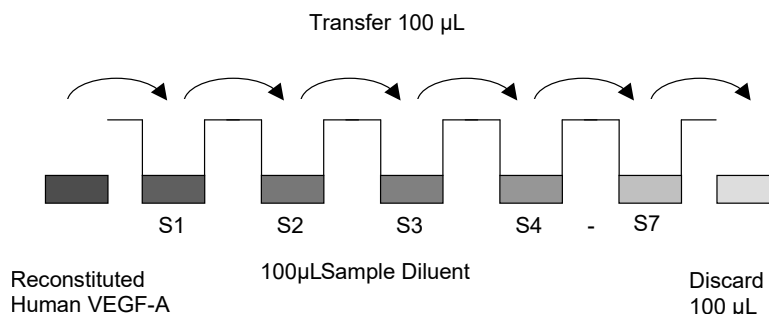 Transfer 100 µL
S1 S2 S3 S4 - S7
100µLSample Diluent
Reconstituted
Human VEGF-A
Discard
100 µL